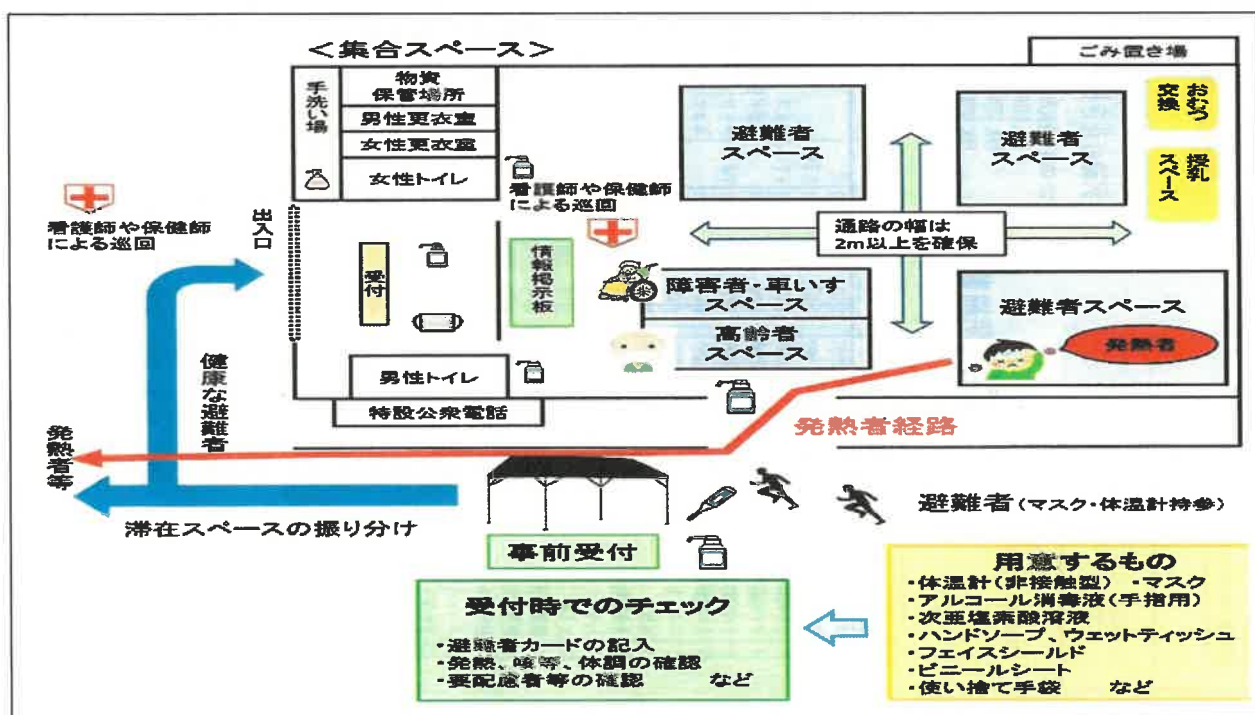 ＜集合スペース＞
ごみ置き場
手洗い場
物資
保管場所
男性更衣室
女性更衣室
女性トイレ
避難者
スペース
避難者
スペース
おむつ
交換
授乳
スペース
看護師や保健師
による巡回
看護師や保健師
による巡回
出入口
受付
情報掲示板
通路の幅は
2m以上を確保
障害者・車いす
スペース
高齢者
スペース
避難者スペース
発熱者
男性トイレ
特設公衆電話
健康な避難者
発熱者等
発熱者経路
滞在スペースの振り分け
避難者(マスク・体温計持参)
事前受付
受付時でのチェック
・避難者カードの記入
・発熱、咳等、体調の確認
・要配慮者等の確認 など
用意するもの
・体温計(非接触型) ・マスク
・アルコール消毒液(手指用)
・次亜塩素酸溶液
・ハンドソープ、ウェットティッシュ
・フェイスシールド
・ビニールシート
・使い捨て手袋 など